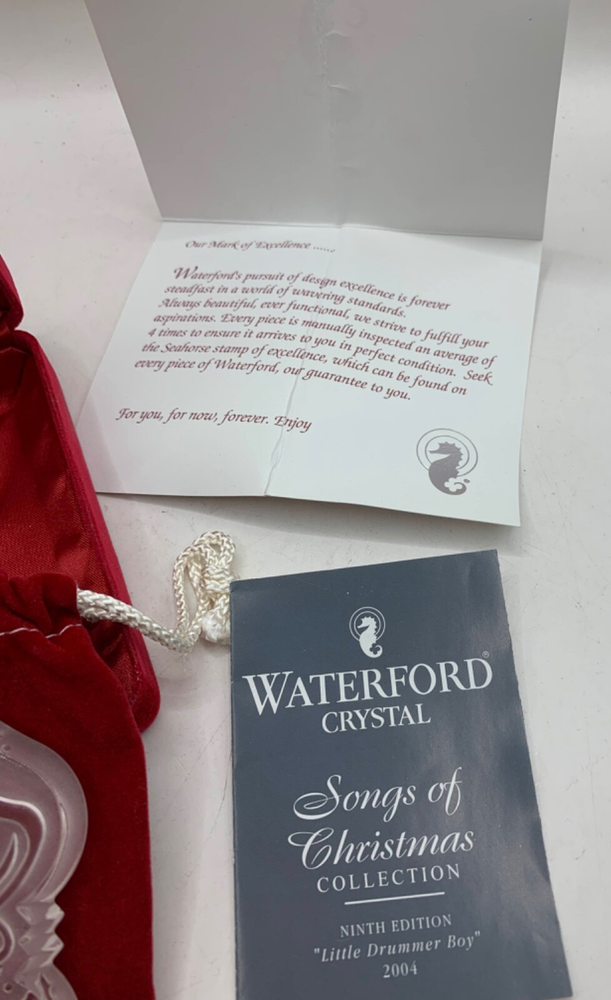 Our Mark of Excellence ......
Waterford's pursuit of design excellence is forever
steadfast in a world of wavering standards.
Always beautiful, ever functional, we strive to fulfill your
aspirations. Every piece is manually inspected an average of
4 times to ensure it arrives to you in perfect condition. Seek
the Seahorse stamp of excellence, which can be found on
every piece of Waterford, our guarantee to you.
For you, for now, forever. Enjoy
WATERFORD®
CRYSTAL
Songs of
Christmas
COLLECTION
NINTH EDITION
"Little Drummer Boy"
2004